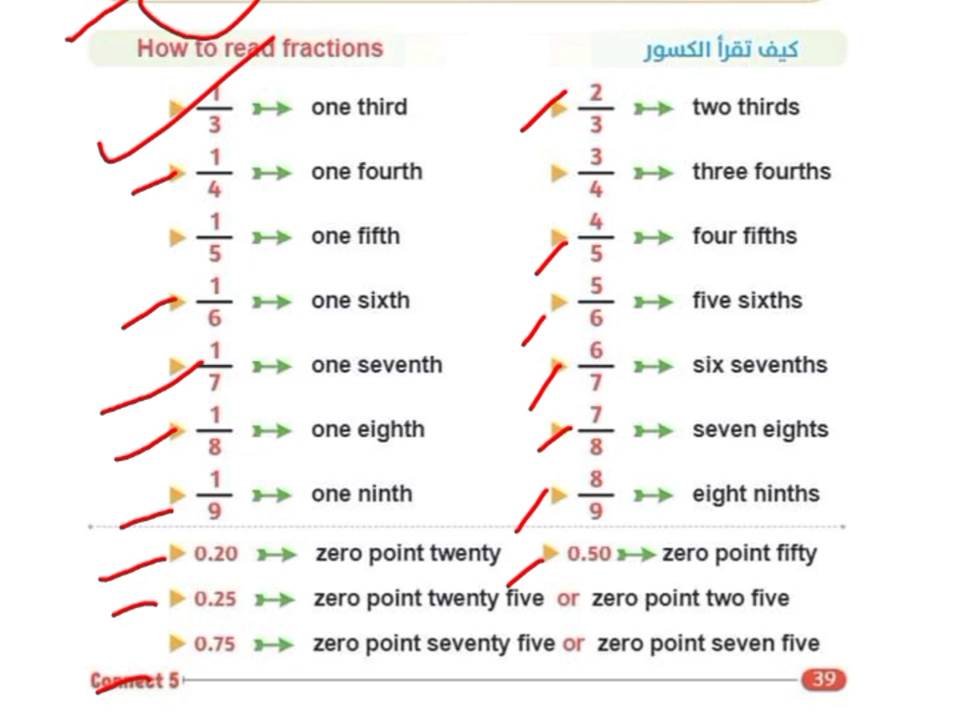 How to read fractions كيف تقرأ الكسور
1/3 one third 2/3 two thirds
1/4 one fourth 3/4 three fourths
1/5 one fifth 4/5 four fifths
1/6 one sixth 5/6 five sixths
1/7 one seventh 6/7 six sevenths
1/8 one eighth 7/8 seven eights
1/9 one ninth 8/9 eight ninths
0.20 zero point twenty 0.50 zero point fifty
0.25 zero point twenty five or zero point two five
0.75 zero point seventy five or zero point seven five
Connect 5 39